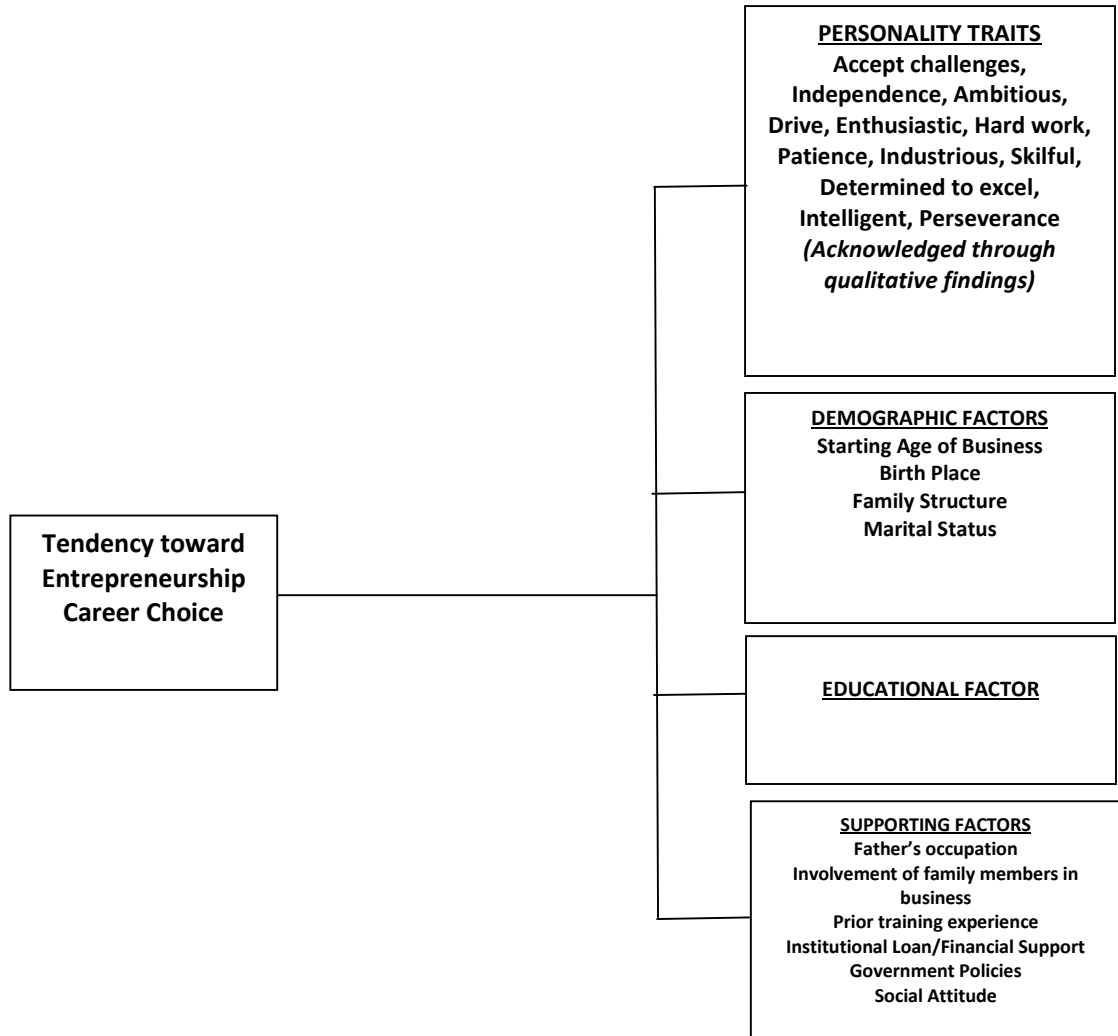 PERSONALITY TRAITS
Accept challenges,
Independence, Ambitious,
Drive, Enthusiastic, Hard work,
Patience, Industrious, Skilful,
Determined to excel,
Intelligent, Perseverance
(Acknowledged through
qualitative findings)
DEMOGRAPHIC FACTORS
Starting Age of Business
Birth Place
Family Structure
Marital Status
Tendency toward
Entrepreneurship
Career Choice
EDUCATIONAL FACTOR
SUPPORTING FACTORS
Father’s occupation
Involvement of family members in
business
Prior training experience
Institutional Loan/Financial Support
Government Policies
Social Attitude